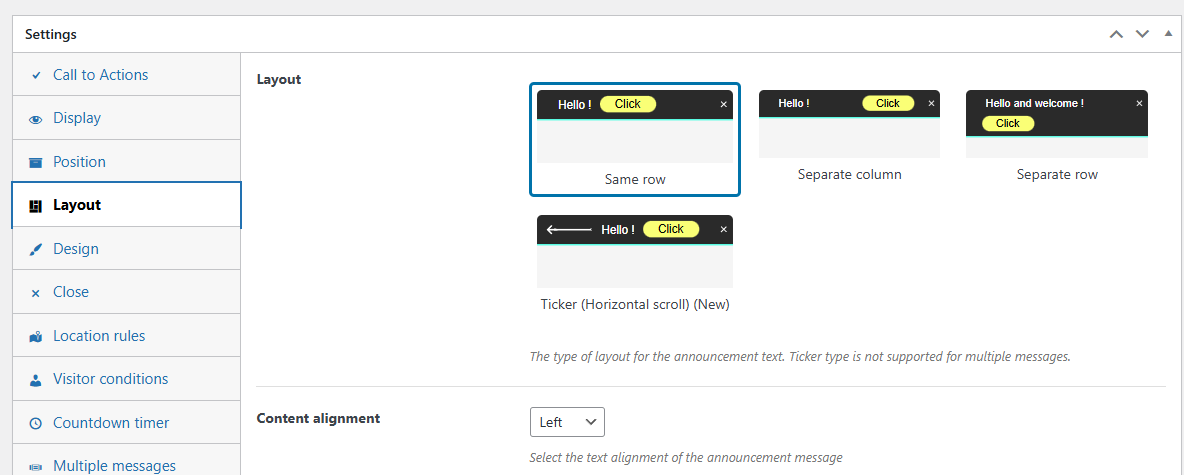 Settings
Call to Actions
Display
Position
Layout
Design
Close
Location rules
Visitor conditions
Countdown timer
Multiple messages
Layout
Hello ! Click ×
Same row
Hello ! Click ×
Separate column
Hello and welcome ! ×
Click
Separate row
Hello ! Click ×
Ticker (Horizontal scroll) (New)
The type of layout for the announcement text. Ticker type is not supported for multiple messages.
Content alignment
Left
Select the text alignment of the announcement message